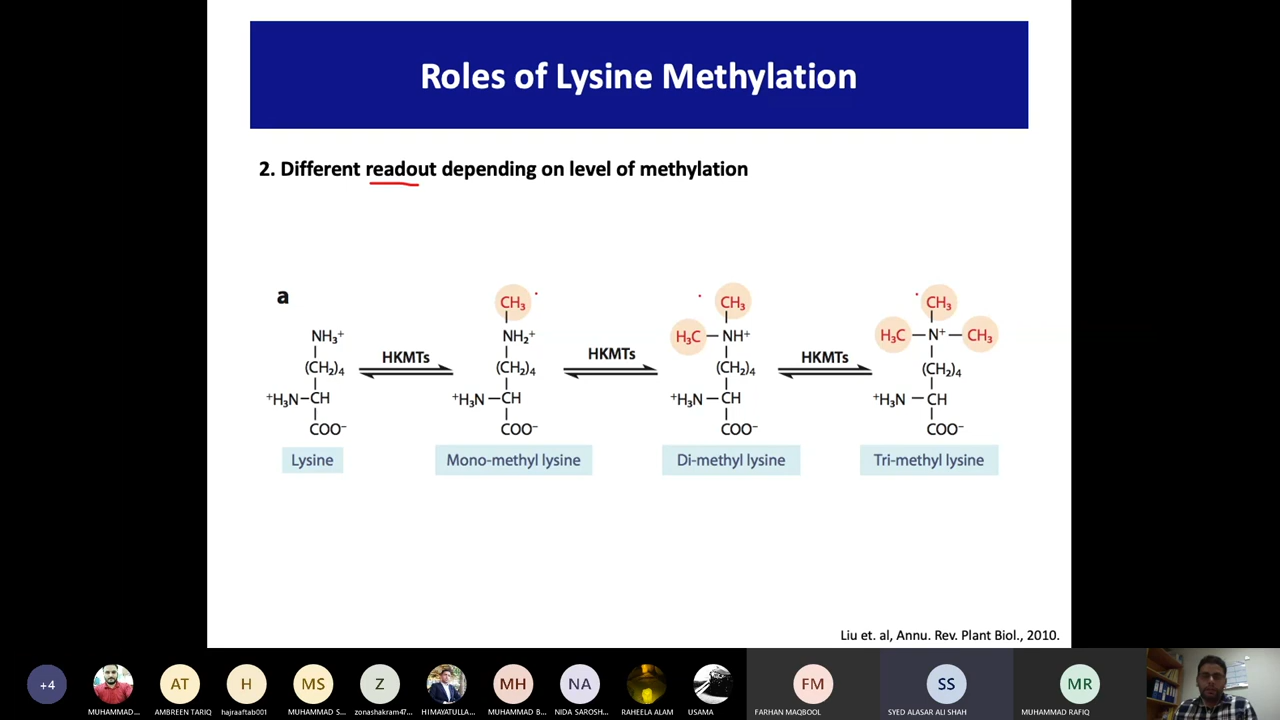 Roles of Lysine Methylation
2. Different readout depending on level of methylation
a
CH₃ CH₃ CH₃
NH₃⁺ HKMTs NH₂⁺ HKMTs H₃C – NH⁺ HKMTs H₃C – N⁺ – CH₃
(CH₂)₄ (CH₂)₄ (CH₂)₄ (CH₂)₄
⁺H₃N – CH ⁺H₃N – CH ⁺H₃N – CH ⁺H₃N – CH
COO⁻ COO⁻ COO⁻ COO⁻
Lysine Mono-methyl lysine Di-methyl lysine Tri-methyl lysine
Liu et. al, Annu. Rev. Plant Biol., 2010.
+4 AT H MS Z MH NA FM SS MR
MUHAMMAD ... AMBREEN TARIQ hajraaftab001 MUHAMMAD S... zonashakram47... HIMAYATULLA... MUHAMMAD B... NIDA SAROSH... RAHEELA ALAM USAMA FARHAN MAQBOOL SYED ALASAR ALI SHAH MUHAMMAD RAFIQ